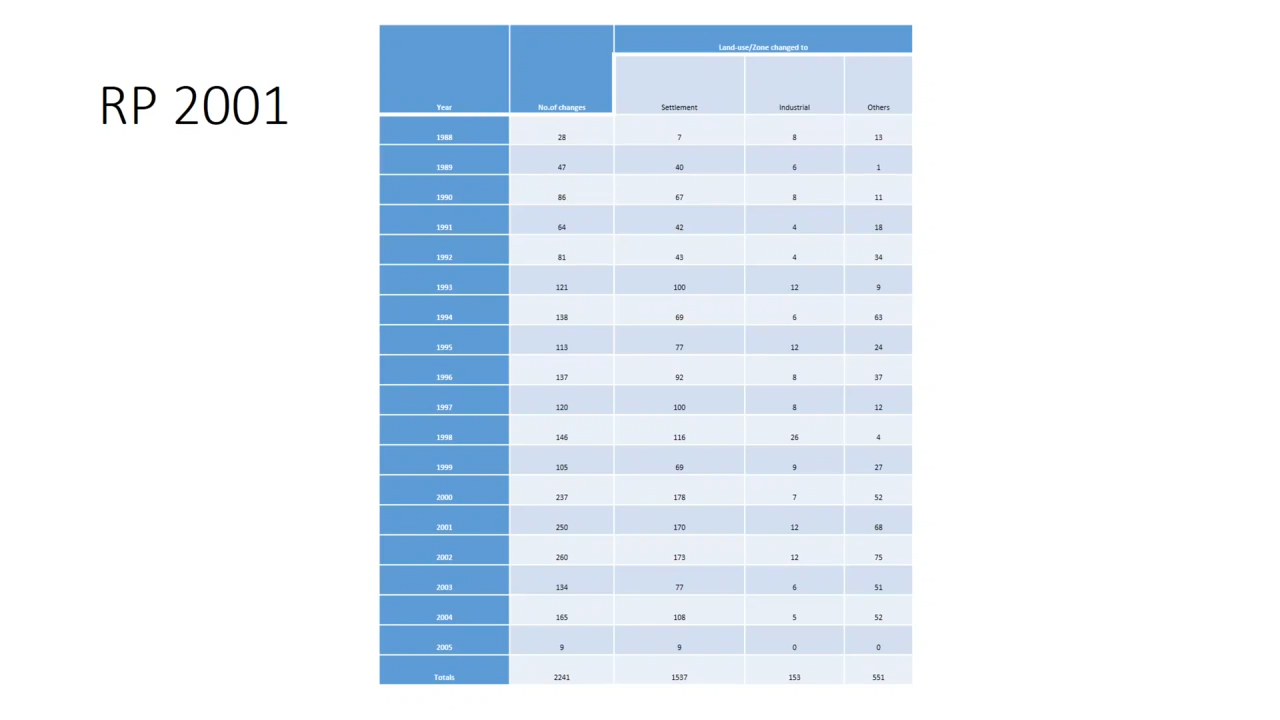 RP 2001
Land-use/Zone changed to
Year No.of changes Settlement Industrial Others
1988 28 7 8 13
1989 47 40 6 1
1990 86 67 8 11
1991 64 42 4 18
1992 81 43 4 34
1993 121 100 12 9
1994 138 69 6 63
1995 113 77 12 24
1996 137 92 8 37
1997 120 100 8 12
1998 146 116 26 4
1999 105 69 9 27
2000 237 178 7 52
2001 250 170 12 68
2002 260 173 12 75
2003 134 77 6 51
2004 165 108 5 52
2005 9 9 0 0
Totals 2241 1537 153 551